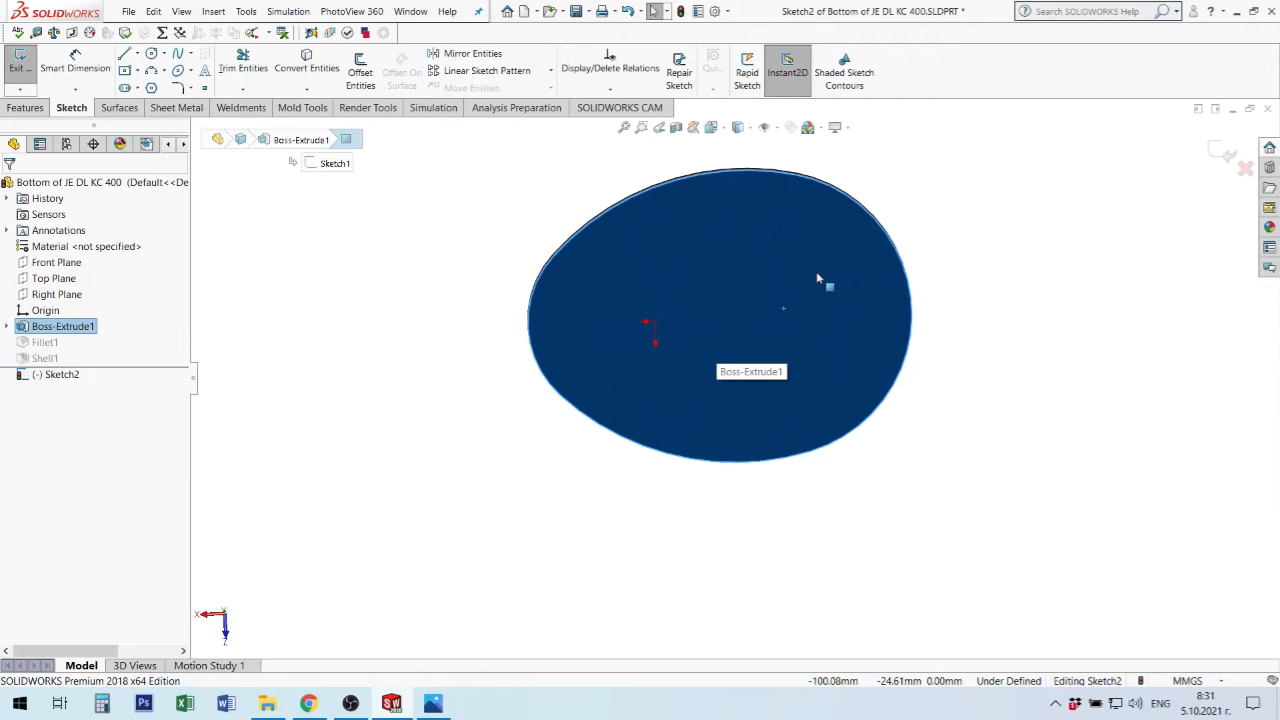 SOLIDWORKS File Edit View Insert Tools Simulation PhotoView 360 Window Help Sketch2 of Bottom of JE DL KC 400.SLDPRT * Search SOLIDWORKS Help
Exit ... Smart Dimension Trim Entities Convert Entities Offset Entities Offset On Surface Mirror Entities Linear Sketch Pattern Move Entities Display/Delete Relations Repair Sketch Qui... Rapid Sketch Instant2D Shaded Sketch Contours
Features Sketch Surfaces Sheet Metal Weldments Mold Tools Render Tools Simulation Analysis Preparation SOLIDWORKS CAM
Boss-Extrude1
Sketch1
Bottom of JE DL KC 400 (Default<<De
History
Sensors
Annotations
Material <not specified>
Front Plane
Top Plane
Right Plane
Origin
Boss-Extrude1
Fillet1
Shell1
(-) Sketch2
Boss-Extrude1
Y
X
Z
Model 3D Views Motion Study 1
SOLIDWORKS Premium 2018 x64 Edition -100.08mm -24.61mm 0.00mm Under Defined Editing Sketch2 MMGS
8:31
5.10.2021 г.